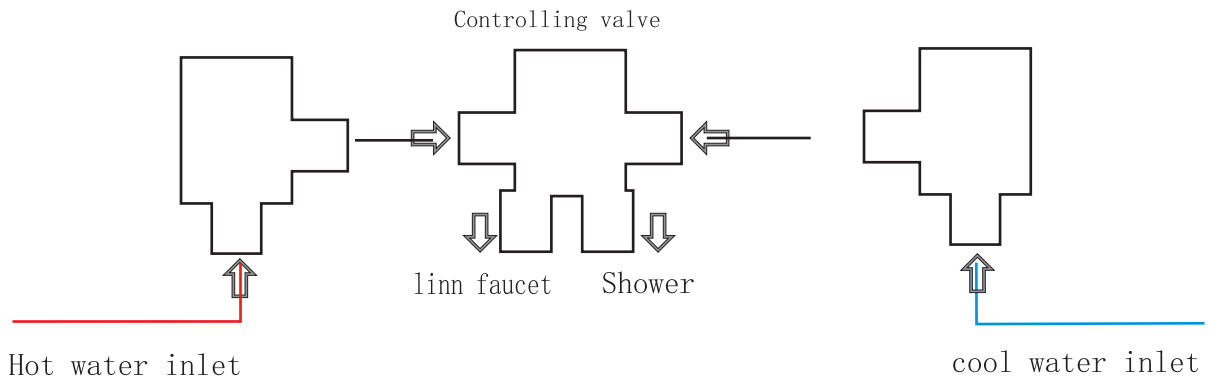 Controlling valve
linn faucet
Shower
Hot water inlet
cool water inlet